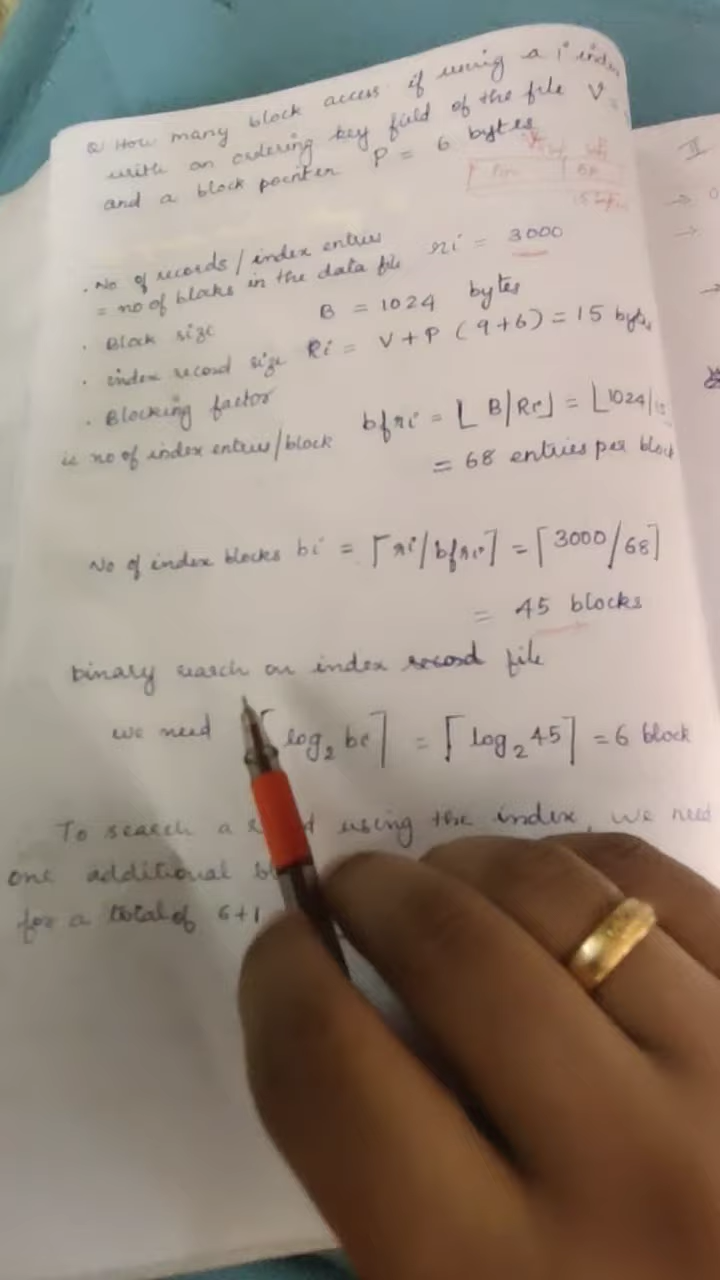 Q How many block access if using a 1° index
with an ordering key field of the file V =
and a block pointer P = 6 bytes
BP
15 bytes
II
. No of records/index entries
= no of blocks in the data file ri = 3000
. Block size B = 1024 bytes
. index record size Ri = V+P (9+6) = 15 bytes
. Blocking factor
is no of index entries/block bfri = ⌊B/Ri⌋ = ⌊1024/15
= 68 entries per block
No of index blocks bi = ⌈ri/bfri⌉ = ⌈3000/68⌉
= 45 blocks
binary search on index record file
we need ⌈log₂ bi⌉ = ⌈log₂ 45⌉ = 6 block
To search a using the index, we need
one additional
for a total of 6+1